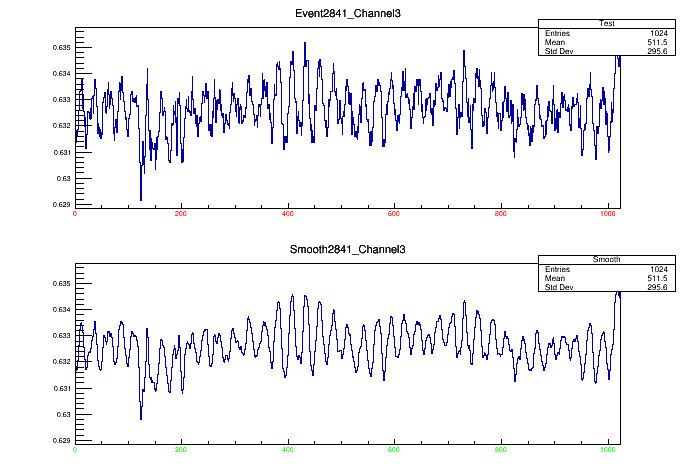 Event2841_Channel3
Test
Entries 1024
Mean 511.5
Std Dev 295.6
0.635
0.634
0.633
0.632
0.631
0.63
0.629
0 200 400 600 800 1000
Smooth2841_Channel3
Smooth
Entries 1024
Mean 511.5
Std Dev 295.6
0.635
0.634
0.633
0.632
0.631
0.63
0.629
0 200 400 600 800 1000